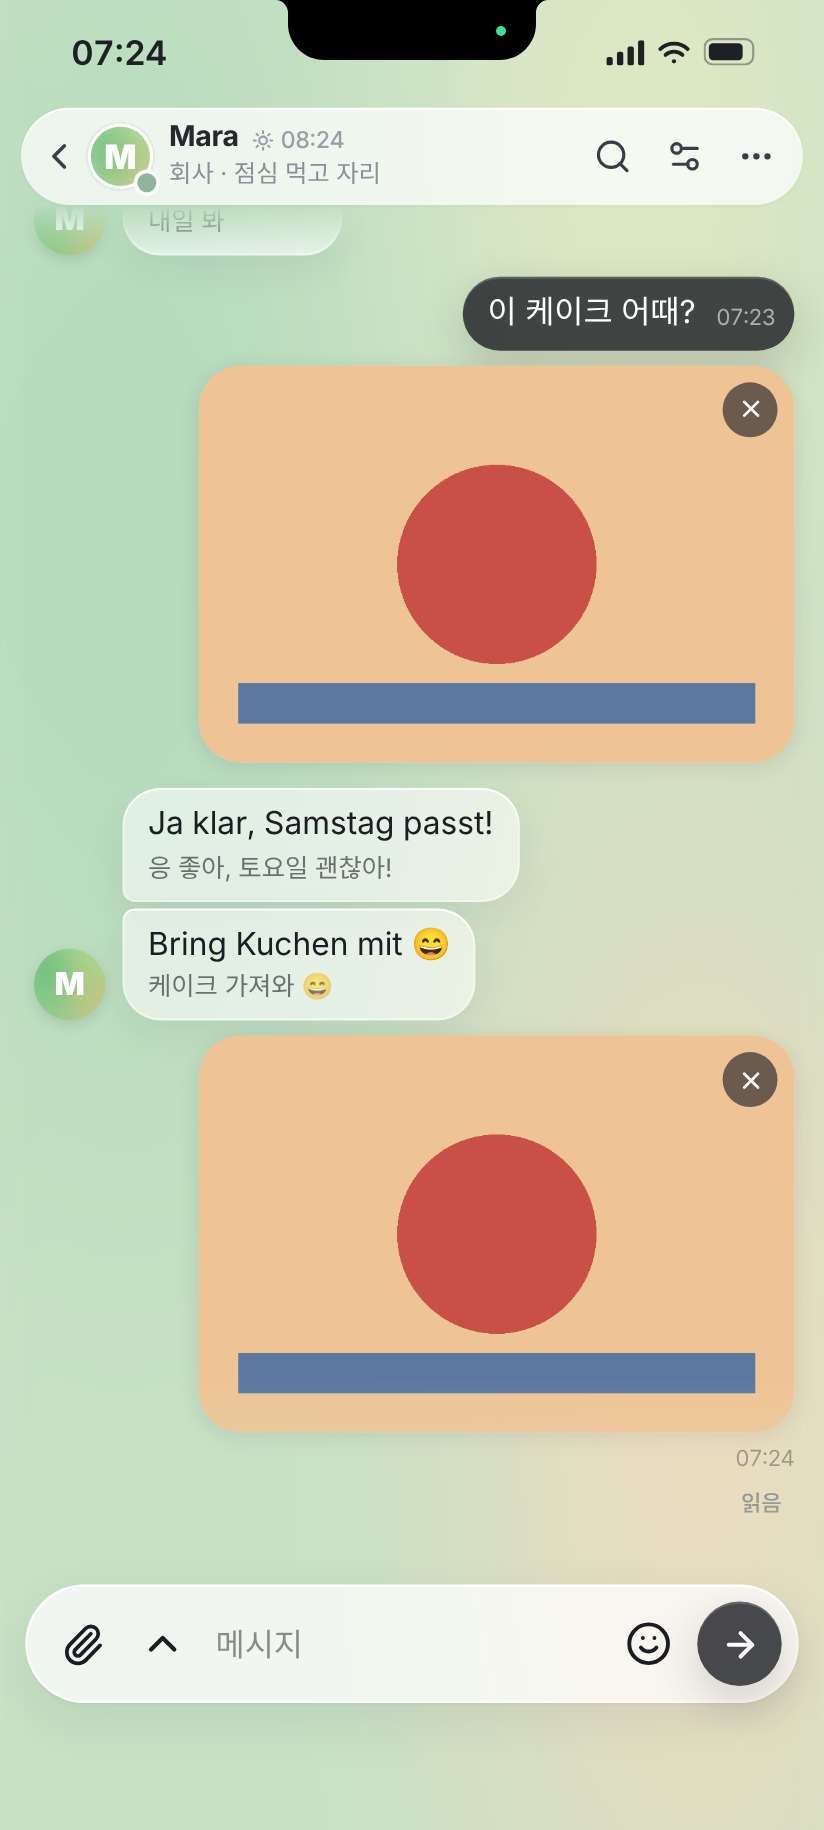 07:24
M
Mara 08:24
회사 · 점심 먹고 자리
M
내일 봐
이 케이크 어때? 07:23
Ja klar, Samstag passt!
응 좋아, 토요일 괜찮아!
Bring Kuchen mit 😄
케이크 가져와 😄
M
07:24
읽음
메시지